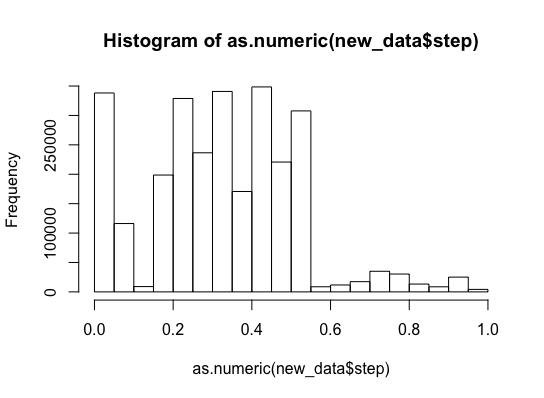 Histogram of as.numeric(new_data$step)
Frequency
250000
100000
0
0.0 0.2 0.4 0.6 0.8 1.0
as.numeric(new_data$step)